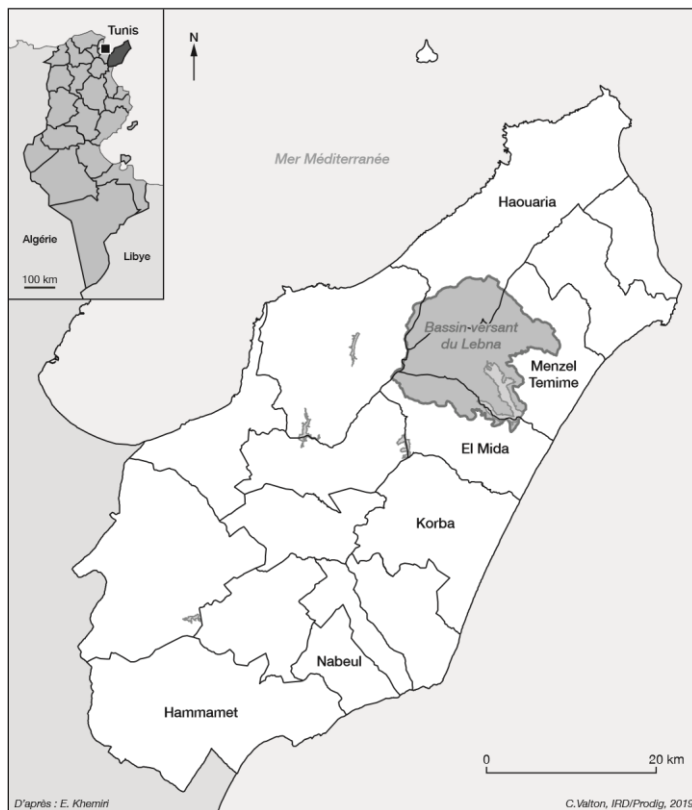 Tunis
Algérie
Libye
100 km
N
Mer Méditerranée
Haouaria
Bassin-versant
du Lebna
Menzel
Temime
El Mida
Korba
Nabeul
Hammamet
0 20 km
D'après : E. Khemiri
C.Valton, IRD/Prodig, 2019